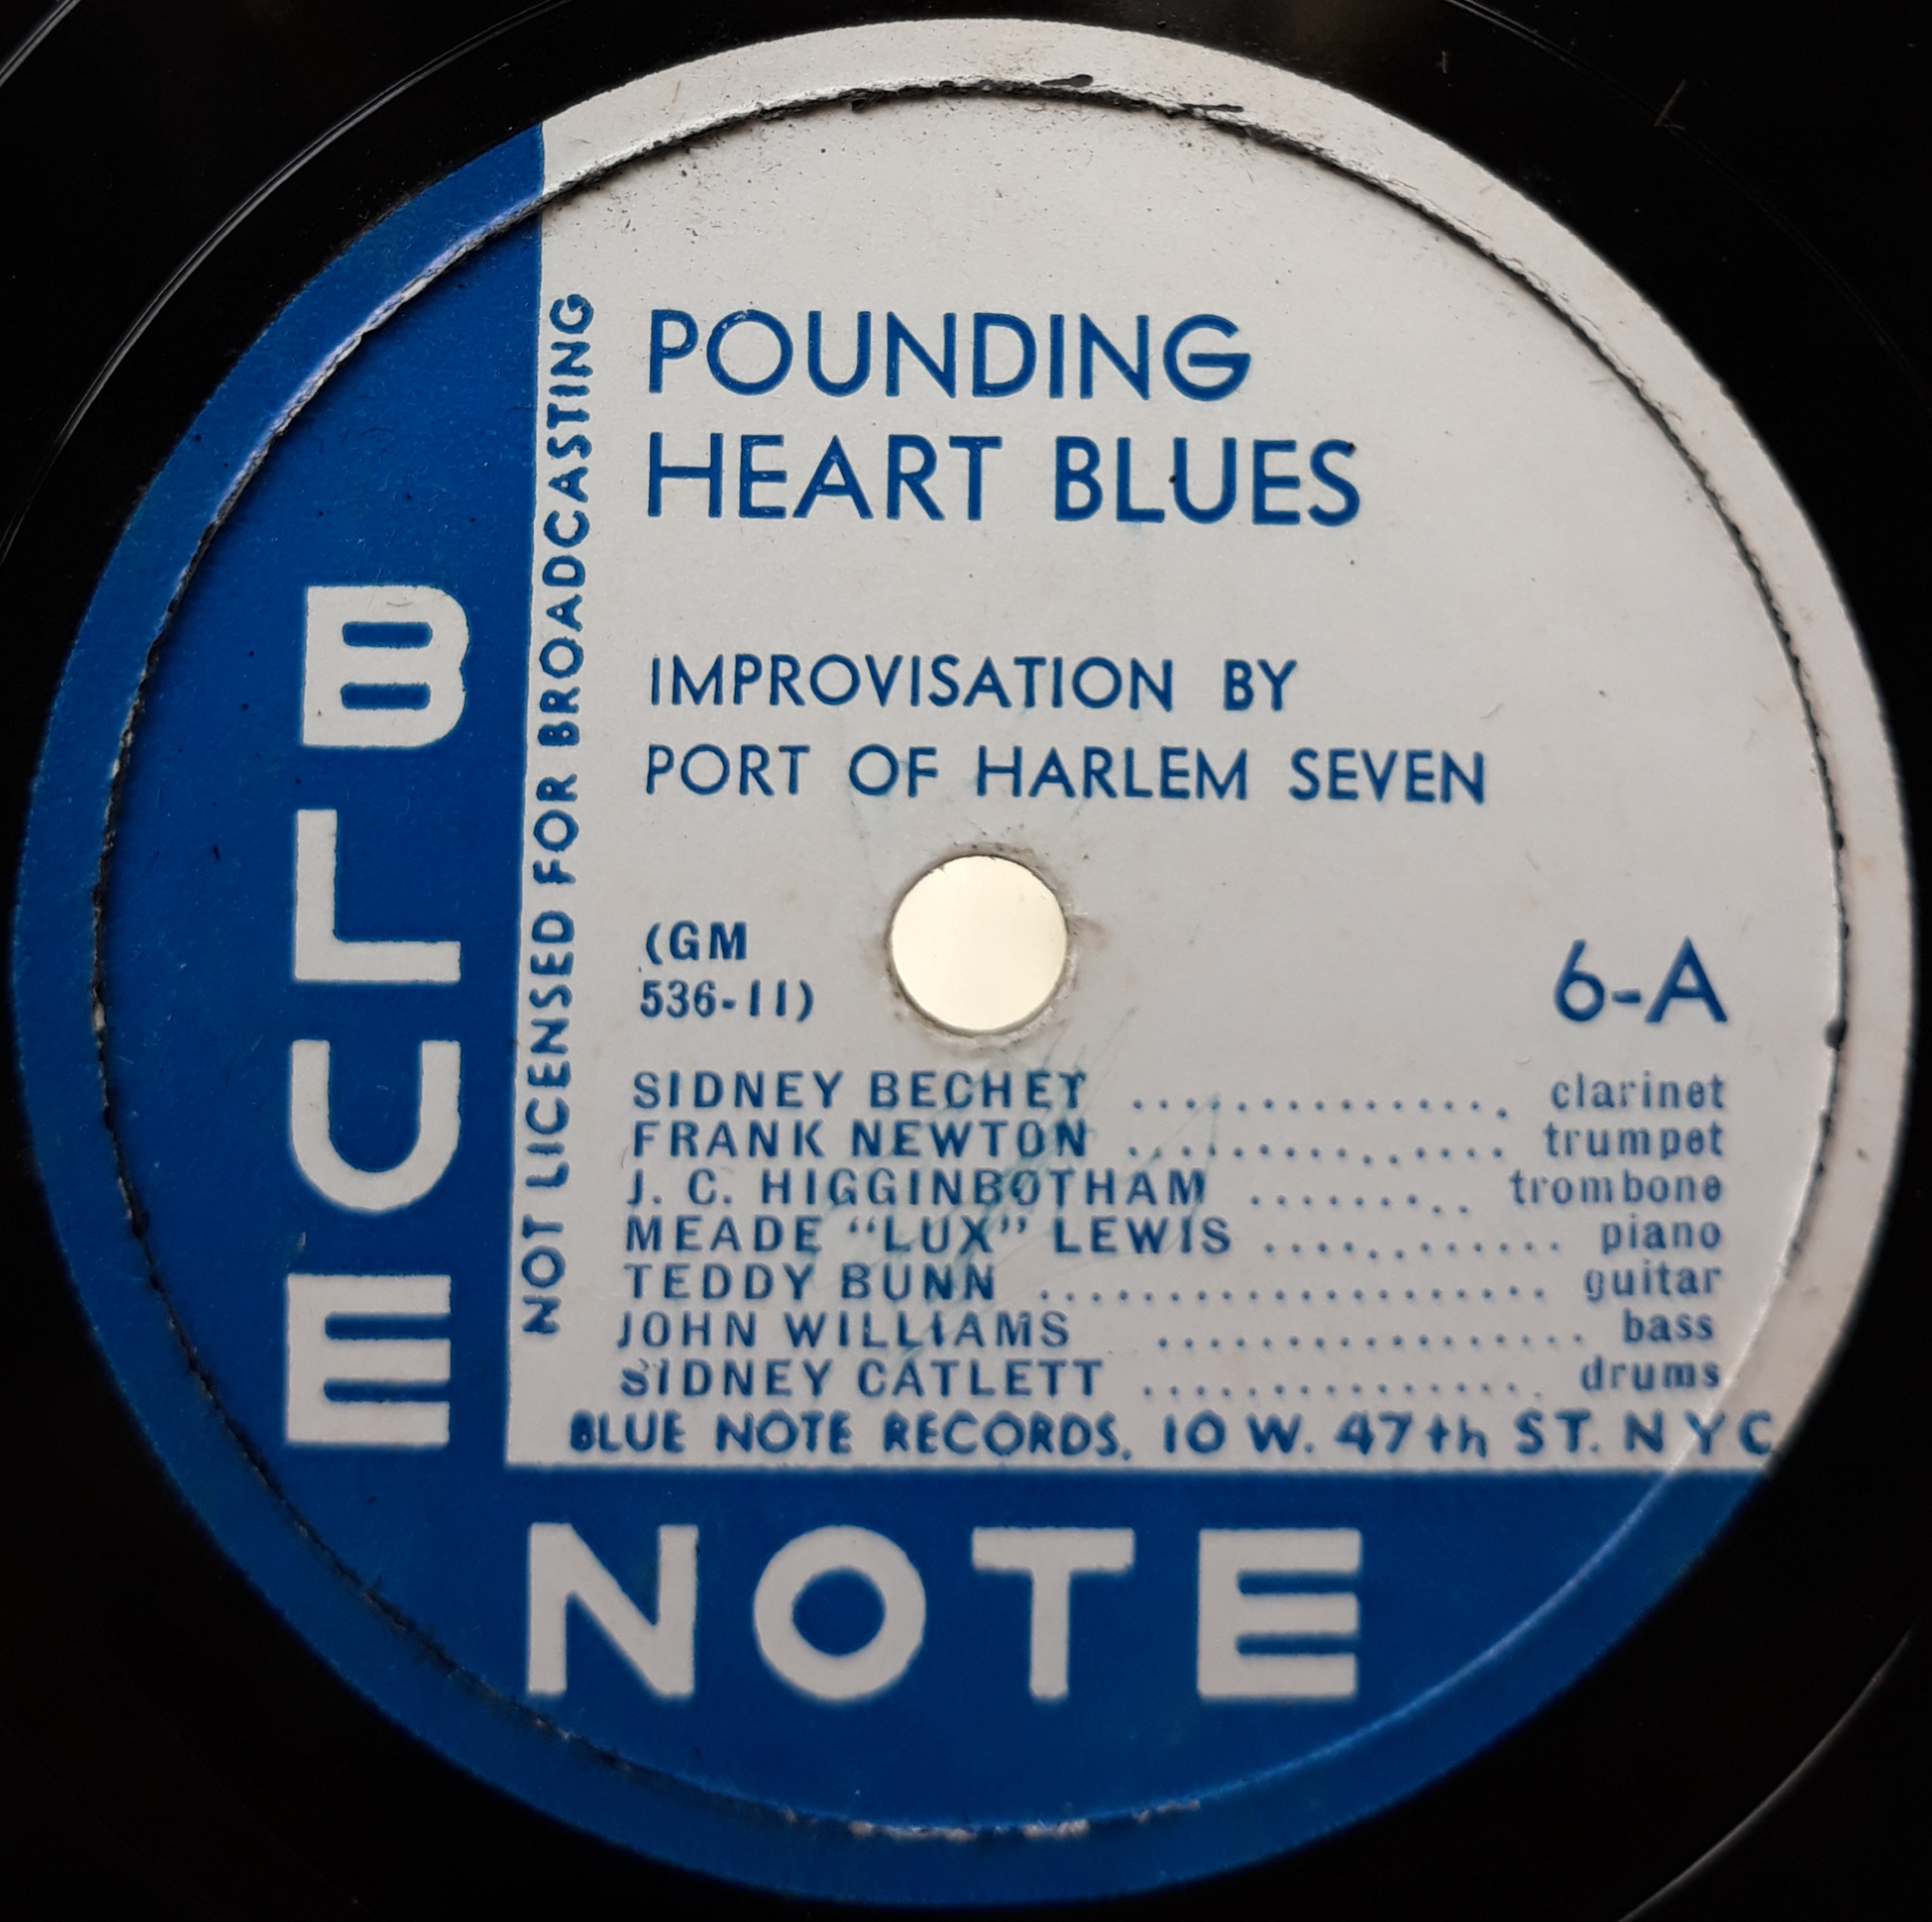 POUNDING
HEART BLUES
IMPROVISATION BY
PORT OF HARLEM SEVEN
(GM
536-11)
6-A
SIDNEY BECHET ................ clarinet
FRANK NEWTON ................ trumpet
J. C. HIGGINBOTHAM ......... trombone
MEADE "LUX" LEWIS ............ piano
TEDDY BUNN .................... guitar
JOHN WILLIAMS ................. bass
SIDNEY CATLETT ................ drums
BLUE NOTE RECORDS, 10 W. 47th ST. N Y C
NOT LICENSED FOR BROADCASTING
BLUE
NOTE